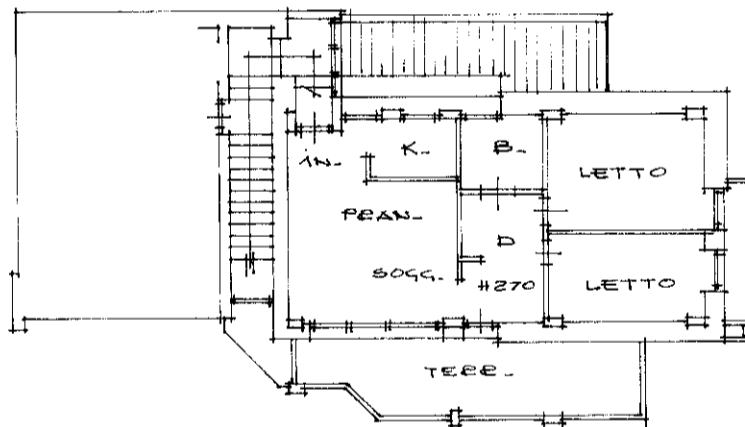 IN-
K-
B-
LETTO
PRAN-
D
SOGG-
H270
LETTO
TERR-